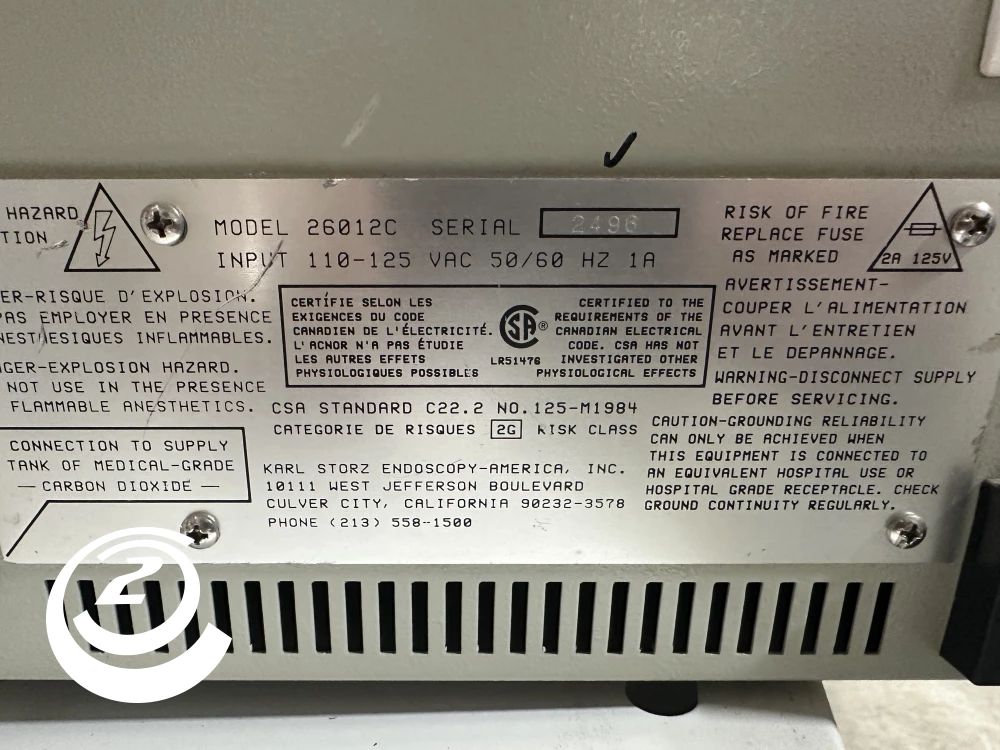 HAZARD
TION
MODEL 26012C SERIAL 2496
INPUT 110-125 VAC 50/60 HZ 1A
RISK OF FIRE
REPLACE FUSE
AS MARKED
2A 125V
ER-RISQUE D'EXPLOSION.
PAS EMPLOYER EN PRESENCE
NESTHESIQUES INFLAMMABLES.
GER-EXPLOSION HAZARD.
NOT USE IN THE PRESENCE
FLAMMABLE ANESTHETICS.
CERTIFIE SELON LES
EXIGENCES DU CODE
CANADIEN DE L'ÉLECTRICITÉ.
L'ACNOR N'A PAS ÉTUDIE
LES AUTRES EFFETS
PHYSIOLOGIQUES POSSIBLES
CSA®
LR51476
CERTIFIED TO THE
REQUIREMENTS OF THE
CANADIAN ELECTRICAL
CODE. CSA HAS NOT
INVESTIGATED OTHER
PHYSIOLOGICAL EFFECTS
AVERTISSEMENT-
COUPER L'ALIMENTATION
AVANT L'ENTRETIEN
ET LE DEPANNAGE.
WARNING-DISCONNECT SUPPLY
BEFORE SERVICING.
CSA STANDARD C22.2 NO.125-M1984
CATEGORIE DE RISQUES 2G RISK CLASS
CAUTION-GROUNDING RELIABILITY
CAN ONLY BE ACHIEVED WHEN
THIS EQUIPMENT IS CONNECTED TO
AN EQUIVALENT HOSPITAL USE OR
HOSPITAL GRADE RECEPTACLE. CHECK
GROUND CONTINUITY REGULARLY.
CONNECTION TO SUPPLY
TANK OF MEDICAL-GRADE
— CARBON DIOXIDE —
KARL STORZ ENDOSCOPY-AMERICA, INC.
10111 WEST JEFFERSON BOULEVARD
CULVER CITY, CALIFORNIA 90232-3578
PHONE (213) 558-1500
2